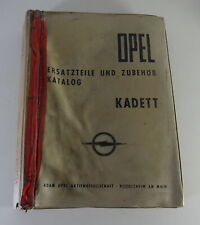 OPEL
ERSATZTEILE UND ZUBEHÖR
KATALOG
KADETT
ADAM OPEL AKTIENGESELLSCHAFT · RÜSSELSHEIM AM MAIN